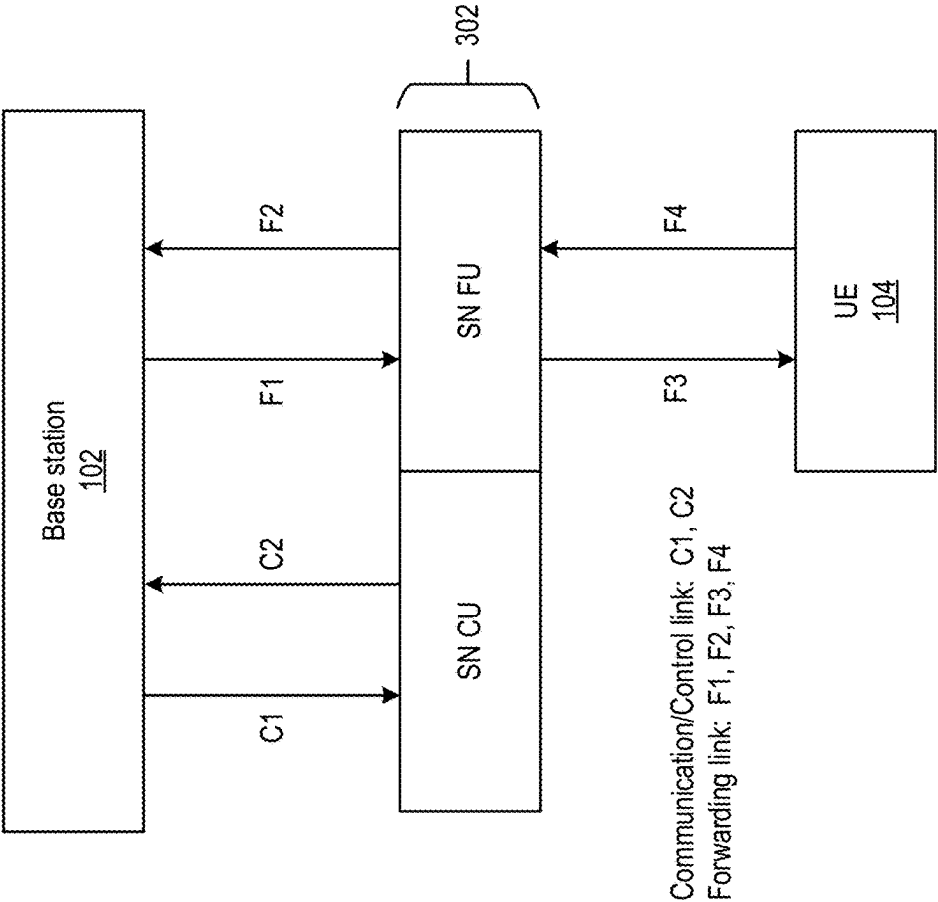 Base station
102
C1
C2
F1
F2
302
SN CU
SN FU
F3
F4
UE
104
Communication/Control link: C1, C2
Forwarding link: F1, F2, F3, F4